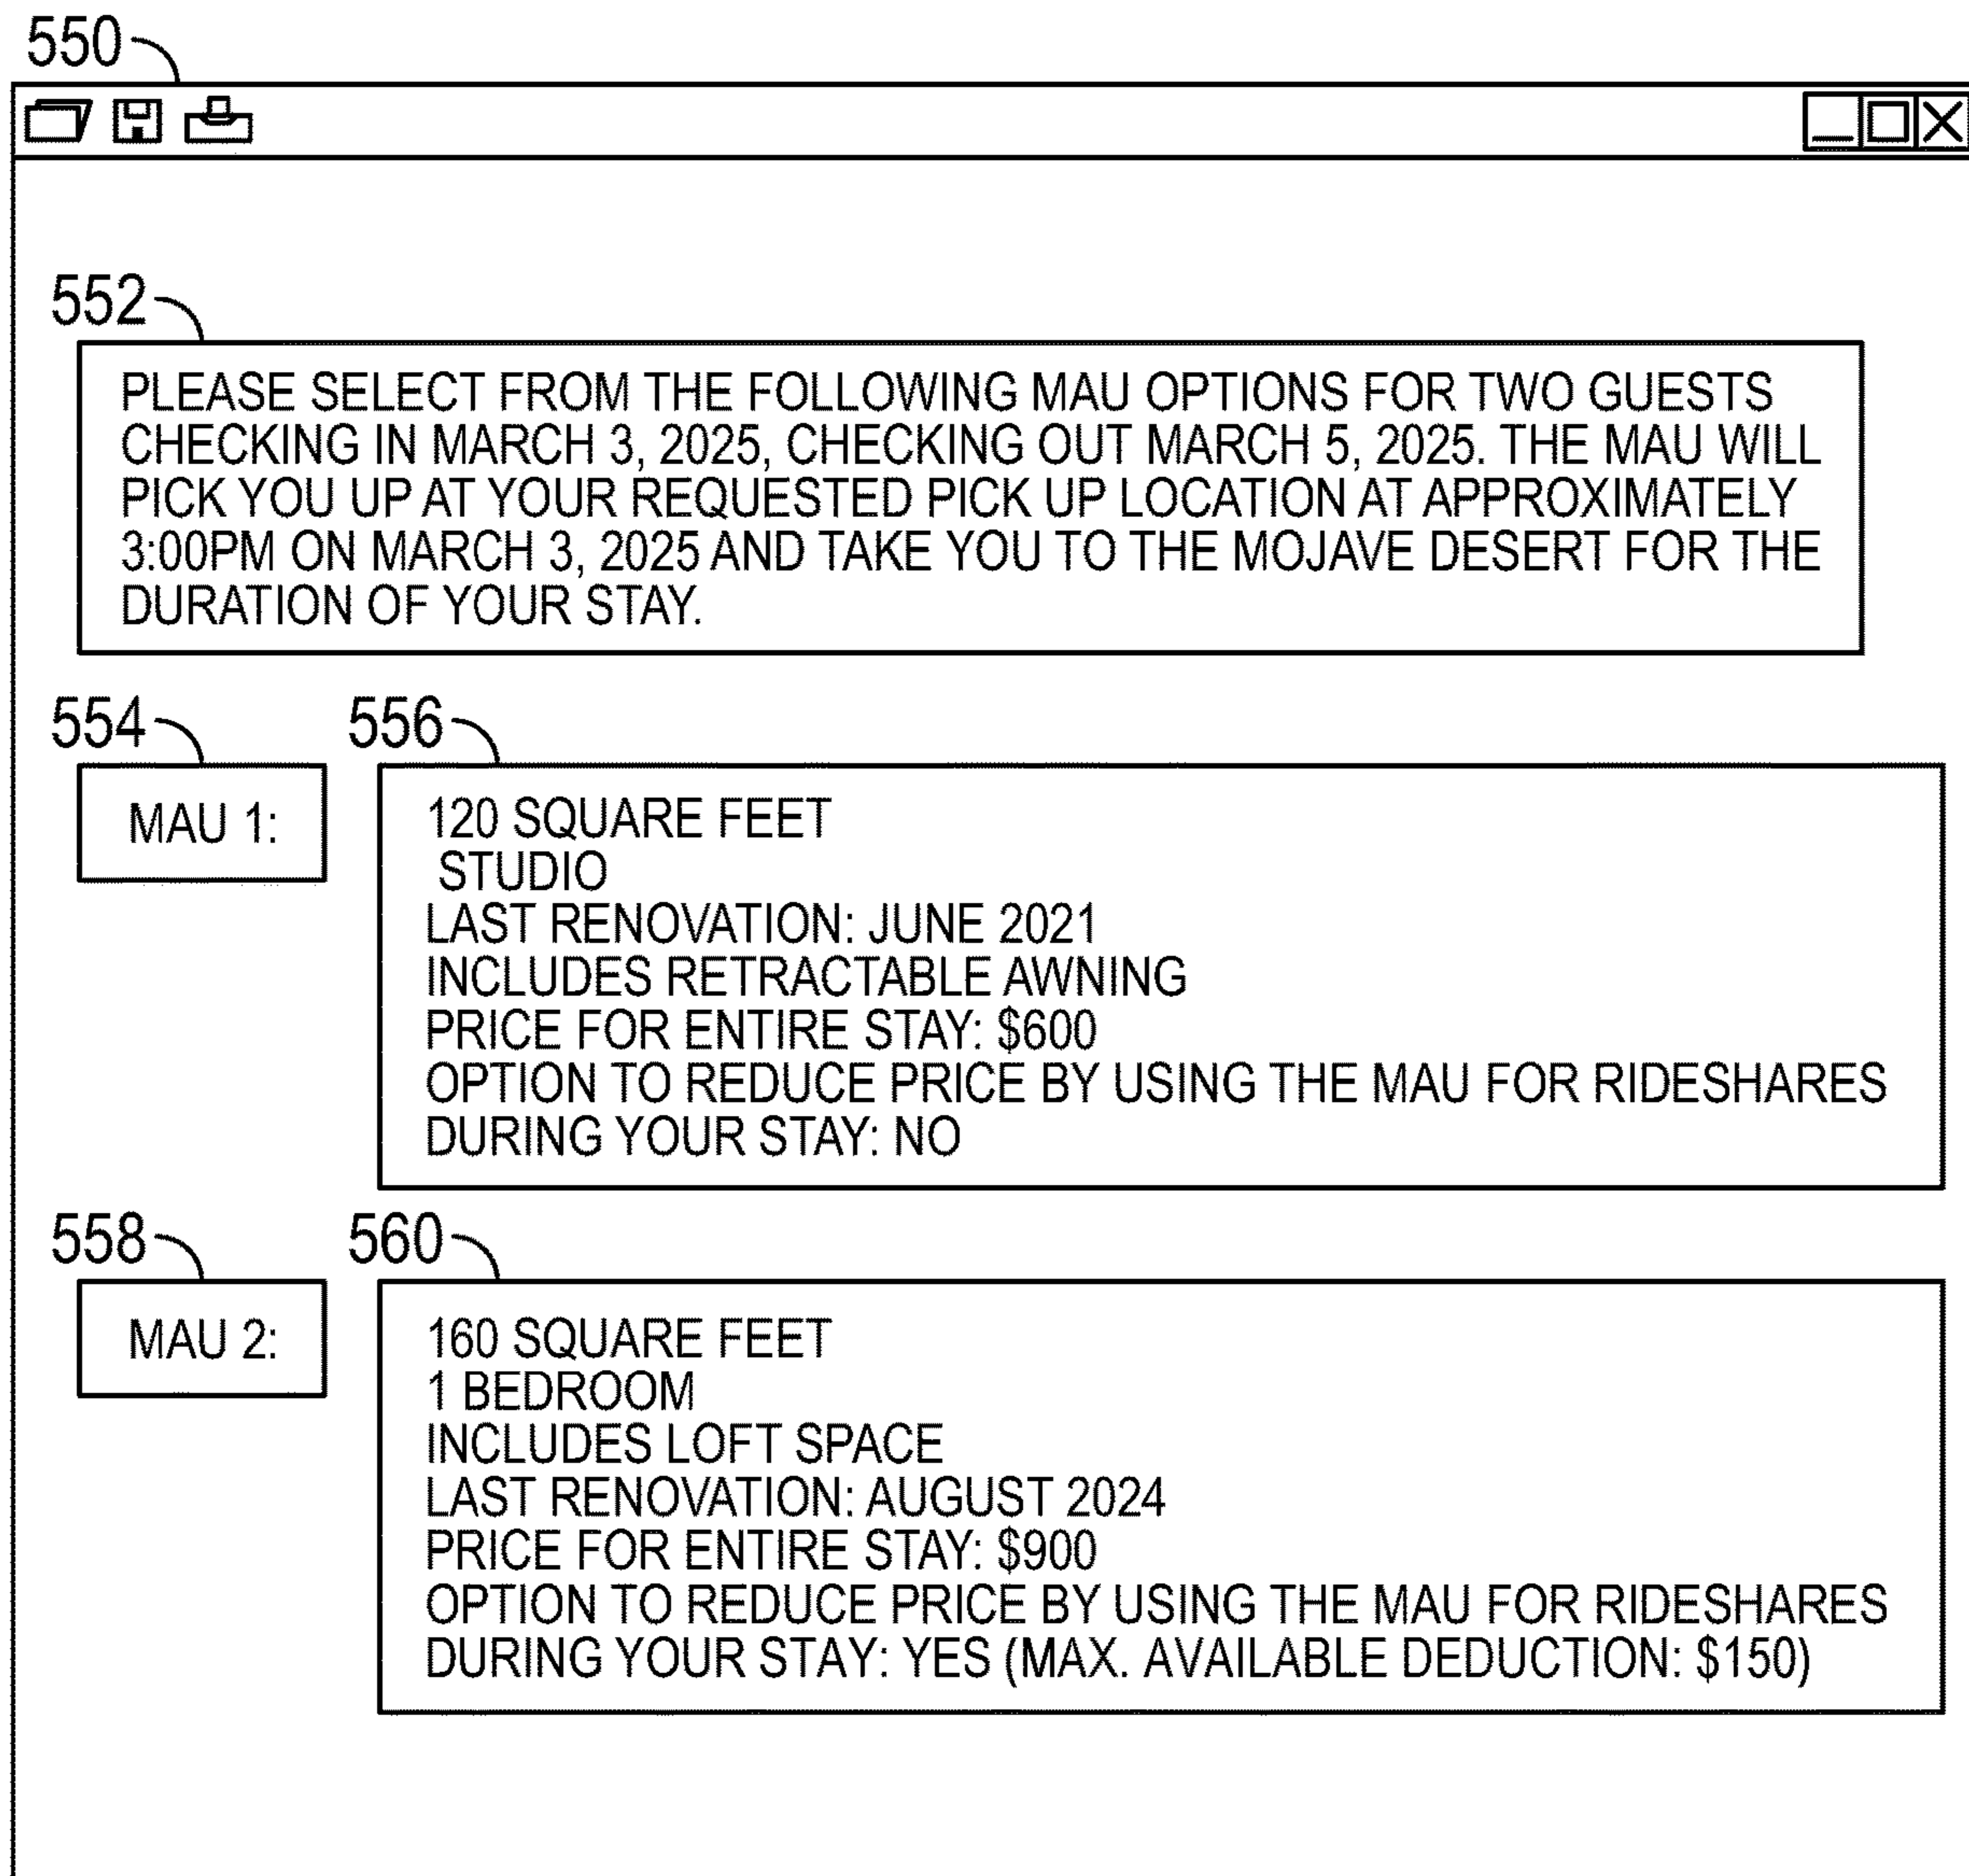 550
552
PLEASE SELECT FROM THE FOLLOWING MAU OPTIONS FOR TWO GUESTS
CHECKING IN MARCH 3, 2025, CHECKING OUT MARCH 5, 2025. THE MAU WILL
PICK YOU UP AT YOUR REQUESTED PICK UP LOCATION AT APPROXIMATELY
3:00PM ON MARCH 3, 2025 AND TAKE YOU TO THE MOJAVE DESERT FOR THE
DURATION OF YOUR STAY.
554
556
MAU 1:
120 SQUARE FEET
STUDIO
LAST RENOVATION: JUNE 2021
INCLUDES RETRACTABLE AWNING
PRICE FOR ENTIRE STAY: $600
OPTION TO REDUCE PRICE BY USING THE MAU FOR RIDESHARES
DURING YOUR STAY: NO
558
560
MAU 2:
160 SQUARE FEET
1 BEDROOM
INCLUDES LOFT SPACE
LAST RENOVATION: AUGUST 2024
PRICE FOR ENTIRE STAY: $900
OPTION TO REDUCE PRICE BY USING THE MAU FOR RIDESHARES
DURING YOUR STAY: YES (MAX. AVAILABLE DEDUCTION: $150)